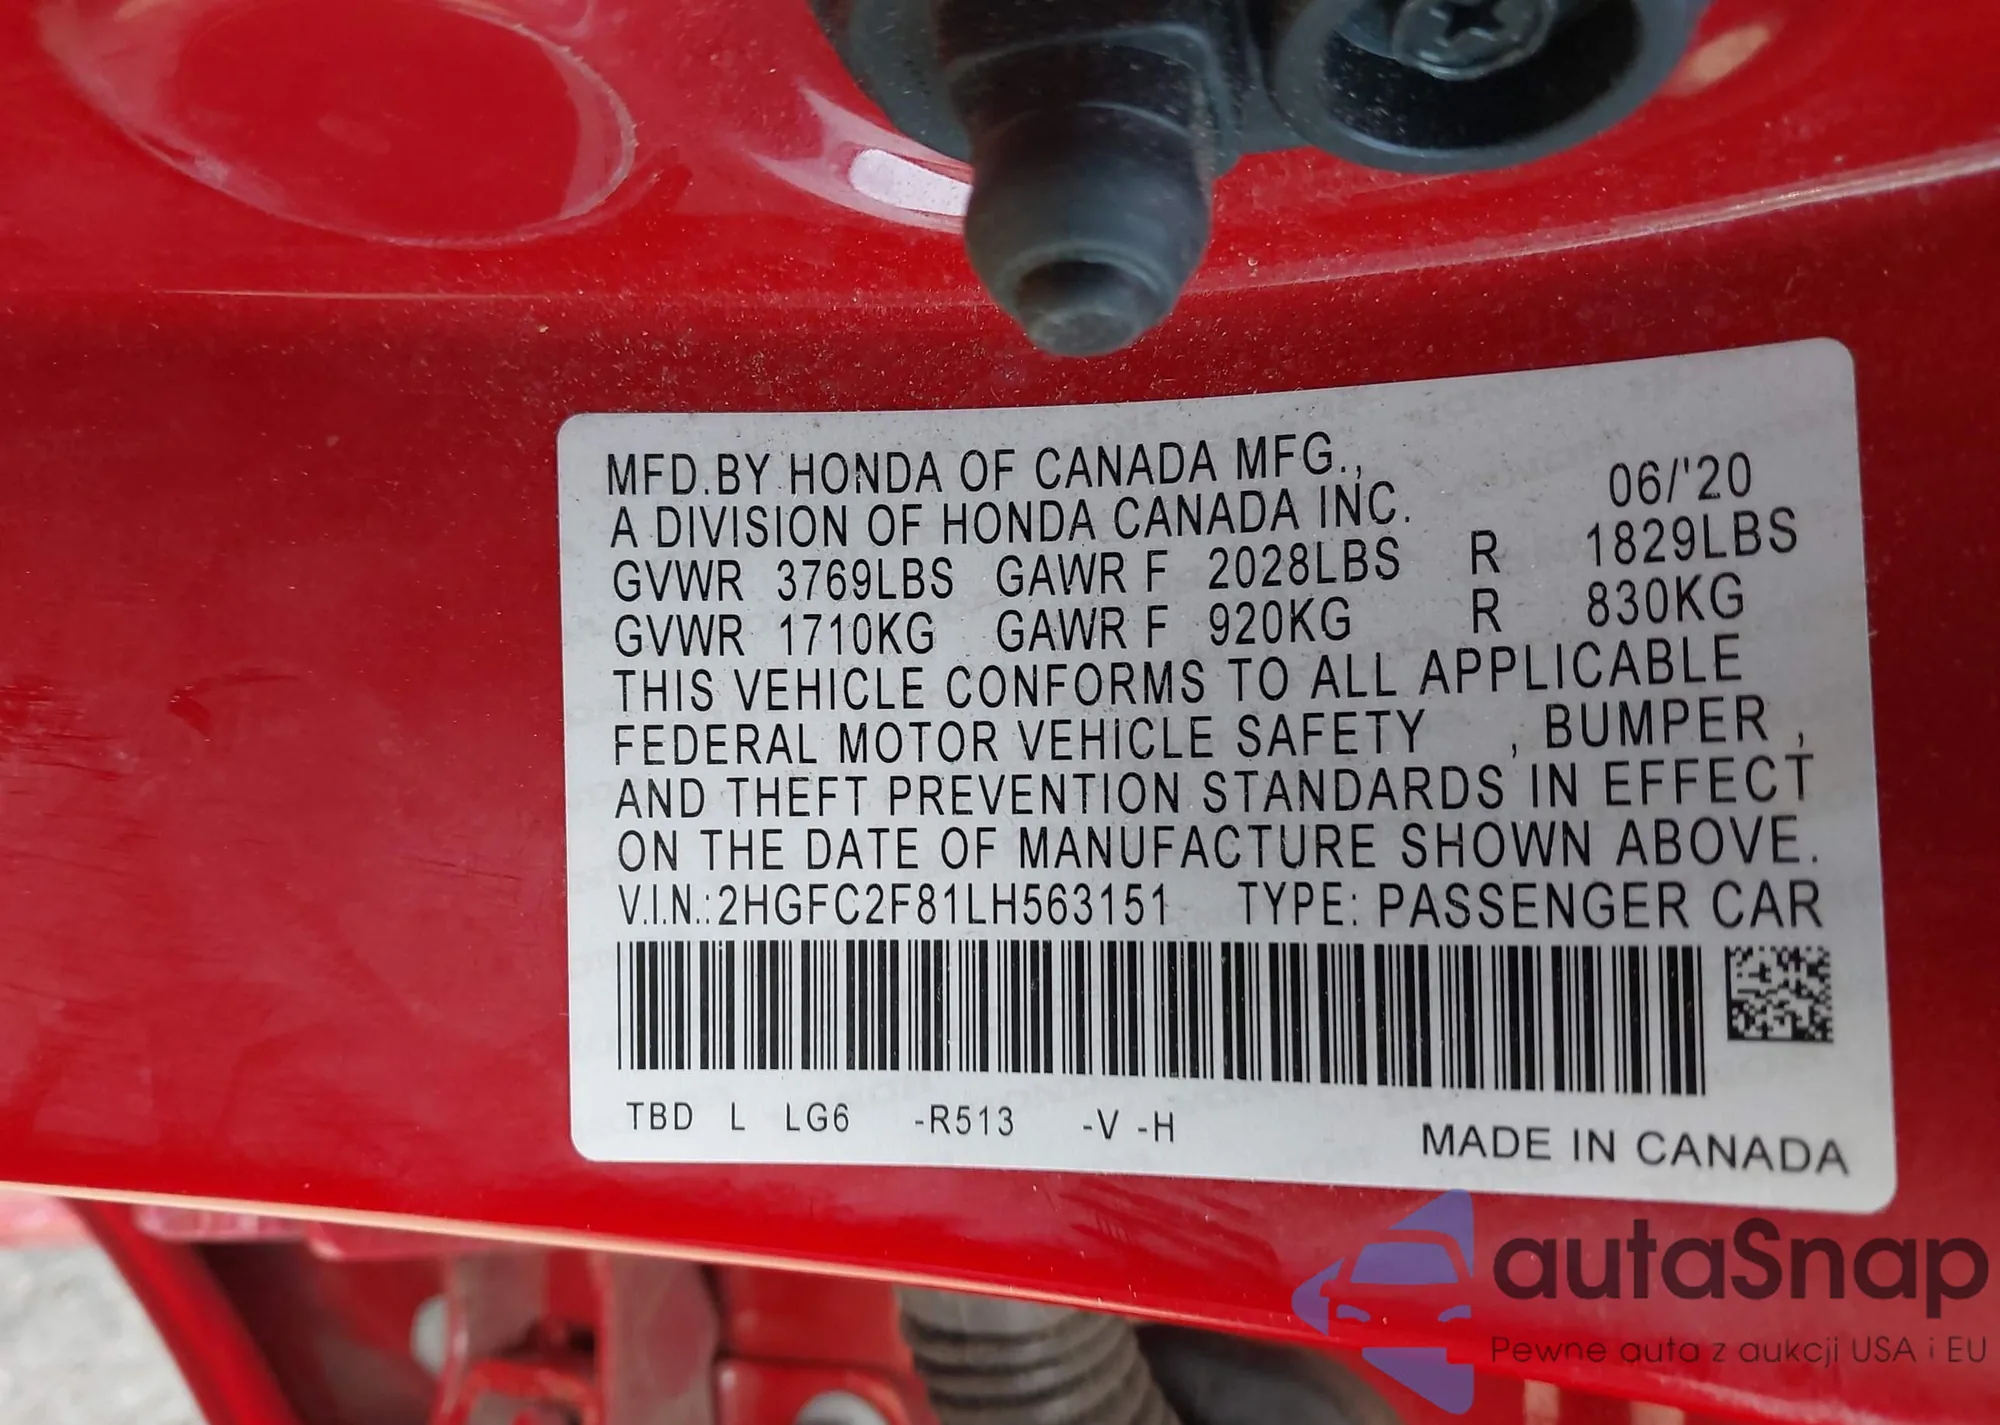 MFD.BY HONDA OF CANADA MFG.,
A DIVISION OF HONDA CANADA INC. 06/'20
GVWR 3769LBS GAWR F 2028LBS R 1829LBS
GVWR 1710KG GAWR F 920KG R 830KG
THIS VEHICLE CONFORMS TO ALL APPLICABLE
FEDERAL MOTOR VEHICLE SAFETY , BUMPER ,
AND THEFT PREVENTION STANDARDS IN EFFECT
ON THE DATE OF MANUFACTURE SHOWN ABOVE.
V.I.N.:2HGFC2F81LH563151 TYPE: PASSENGER CAR
TBD L LG6 -R513 -V -H
MADE IN CANADA
autaSnap
Pewne auta z aukcji USA i EU